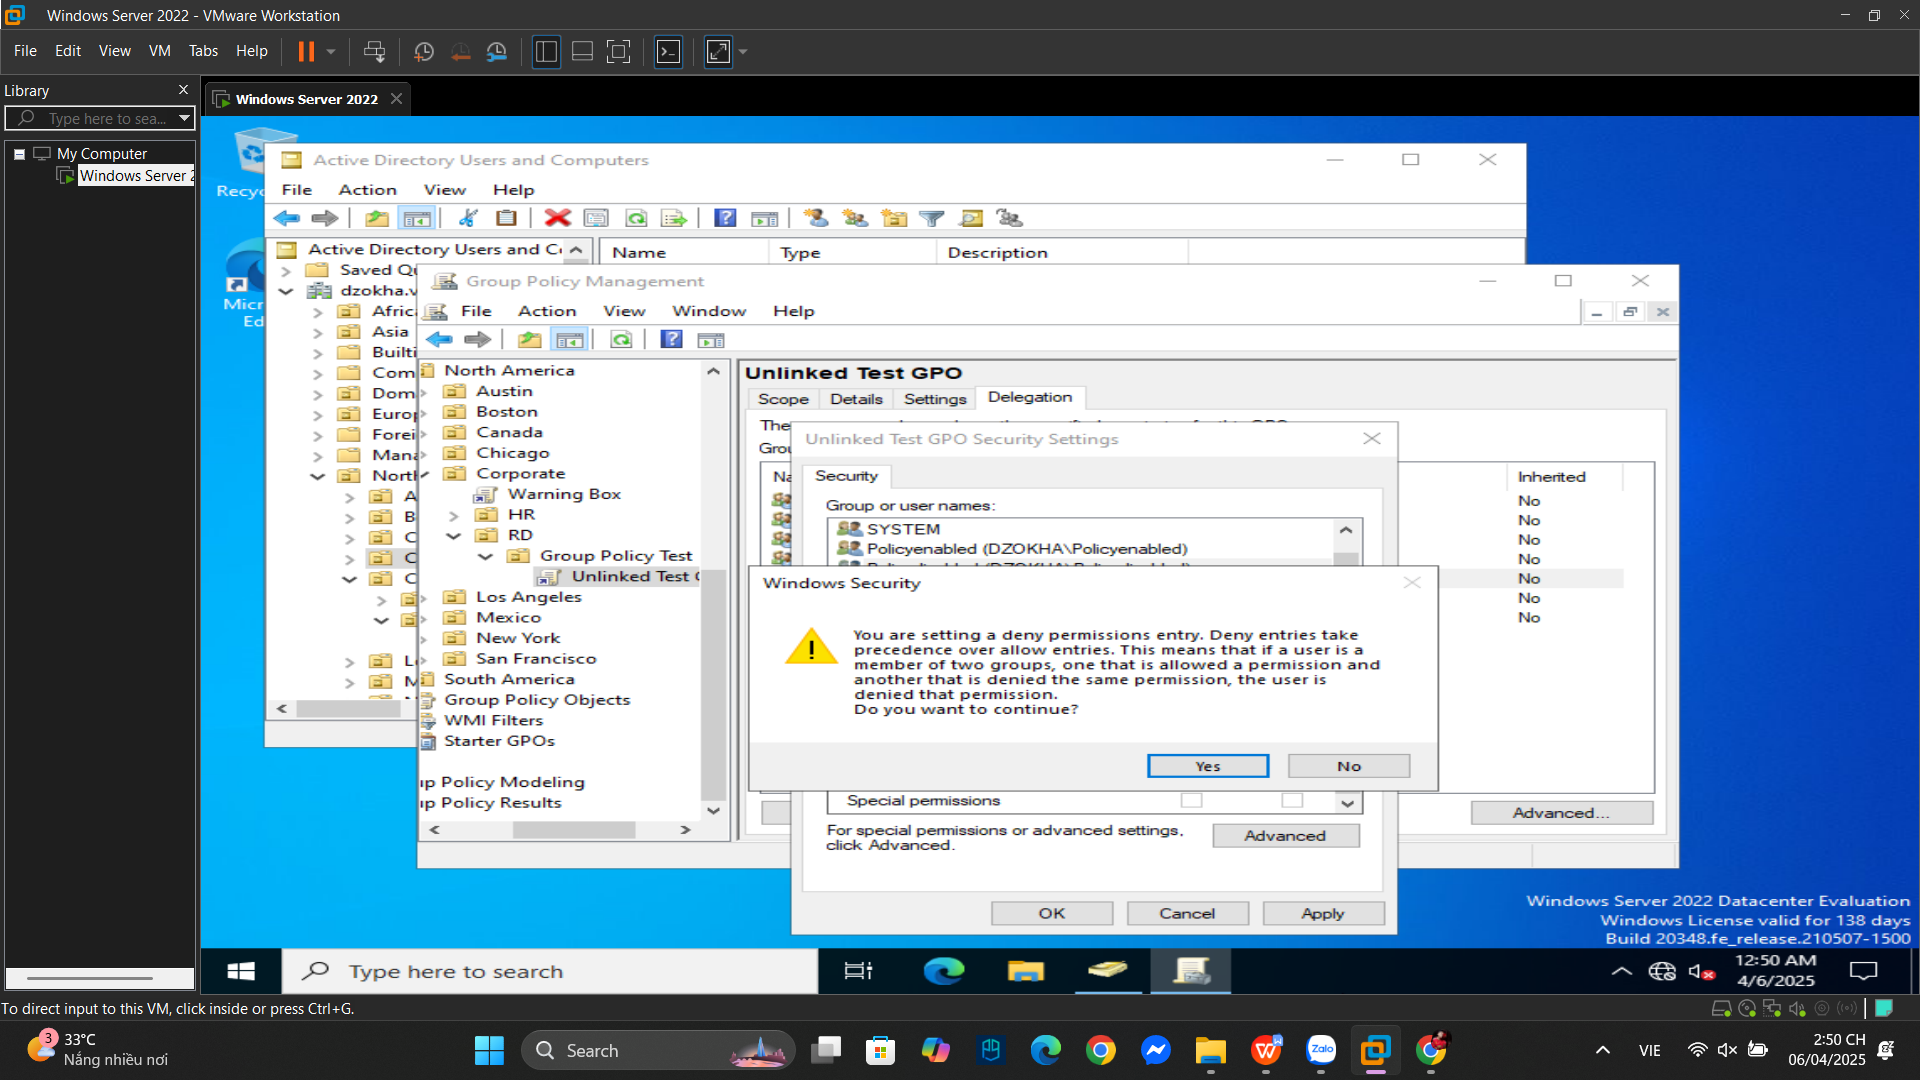 Windows Server 2022 - VMware Workstation
File Edit View VM Tabs Help
Library
Type here to sea...
My Computer
Windows Server 2
Windows Server 2022
Active Directory Users and Computers
File Action View Help
Active Directory Users and C
Name Type Description
Saved Qu
dzokha.v
Africa
Asia
Builti
Com
Dom
Europ
Forei
Mana
North
Group Policy Management
File Action View Window Help
North America
Austin
Boston
Canada
Chicago
Corporate
Warning Box
HR
RD
Group Policy Test
Unlinked Test
Los Angeles
Mexico
New York
San Francisco
South America
Group Policy Objects
WMI Filters
Starter GPOs
up Policy Modeling
up Policy Results
Unlinked Test GPO
Scope Details Settings Delegation
Inherited
No
No
No
No
No
No
No
Advanced...
Unlinked Test GPO Security Settings
Security
Group or user names:
SYSTEM
Policyenabled (DZOKHA\Policyenabled)
Windows Security
You are setting a deny permissions entry. Deny entries take
precedence over allow entries. This means that if a user is a
member of two groups, one that is allowed a permission and
another that is denied the same permission, the user is
denied that permission.
Do you want to continue?
Yes No
Special permissions
For special permissions or advanced settings,
click Advanced.
Advanced
OK Cancel Apply
Windows Server 2022 Datacenter Evaluation
Windows License valid for 138 days
Build 20348.fe_release.210507-1500
Type here to search
12:50 AM
4/6/2025
To direct input to this VM, click inside or press Ctrl+G.
3
33°C
Nắng nhiều nơi
Search
Zalo
VIE
2:50 CH
06/04/2025